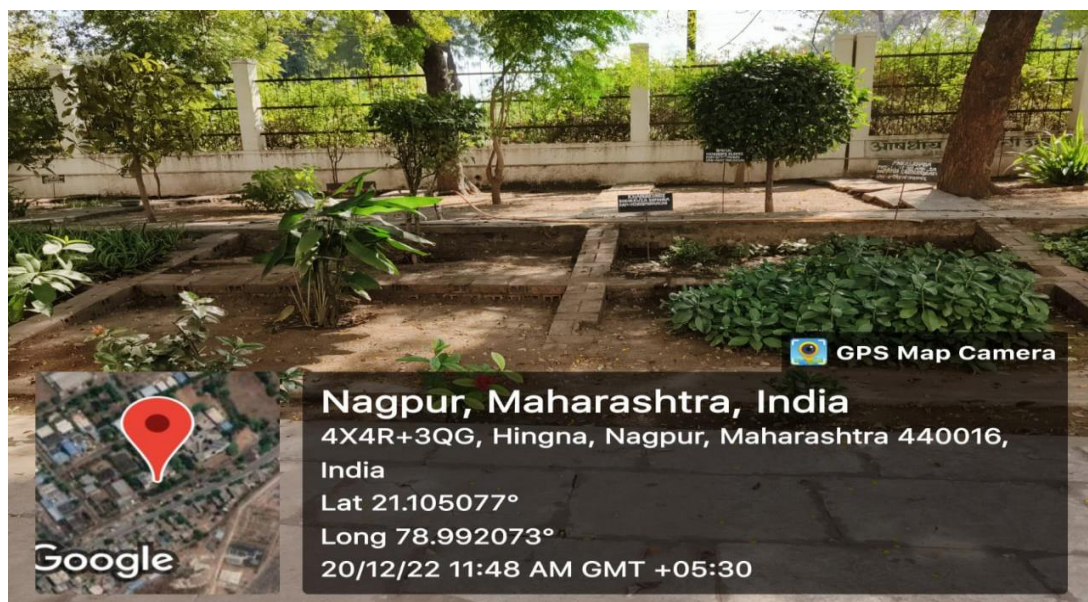 औषधीय
GPS Map Camera
Nagpur, Maharashtra, India
4X4R+3QG, Hingna, Nagpur, Maharashtra 440016,
India
Lat 21.105077°
Long 78.992073°
20/12/22 11:48 AM GMT +05:30
Google